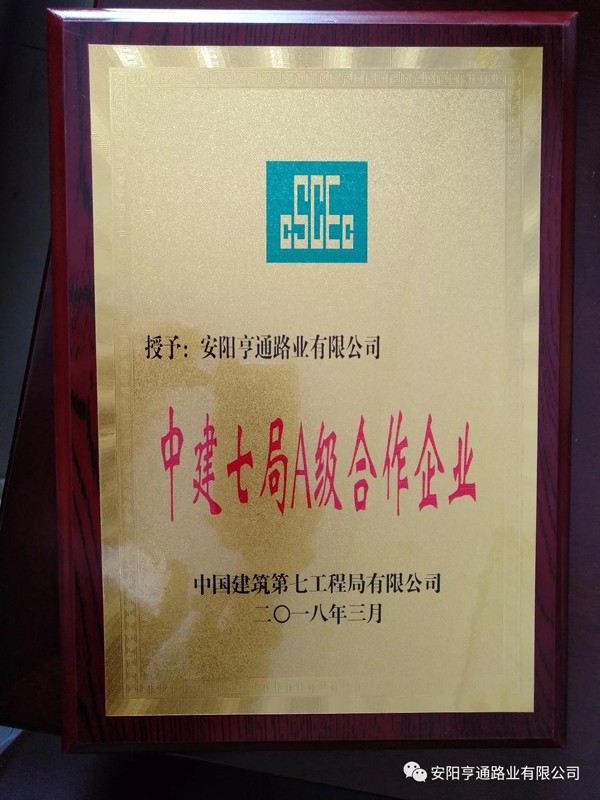 CSCEC
授予：安阳亨通路业有限公司
中建七局A级合作企业
中国建筑第七工程局有限公司
二〇一八年三月
安阳亨通路业有限公司